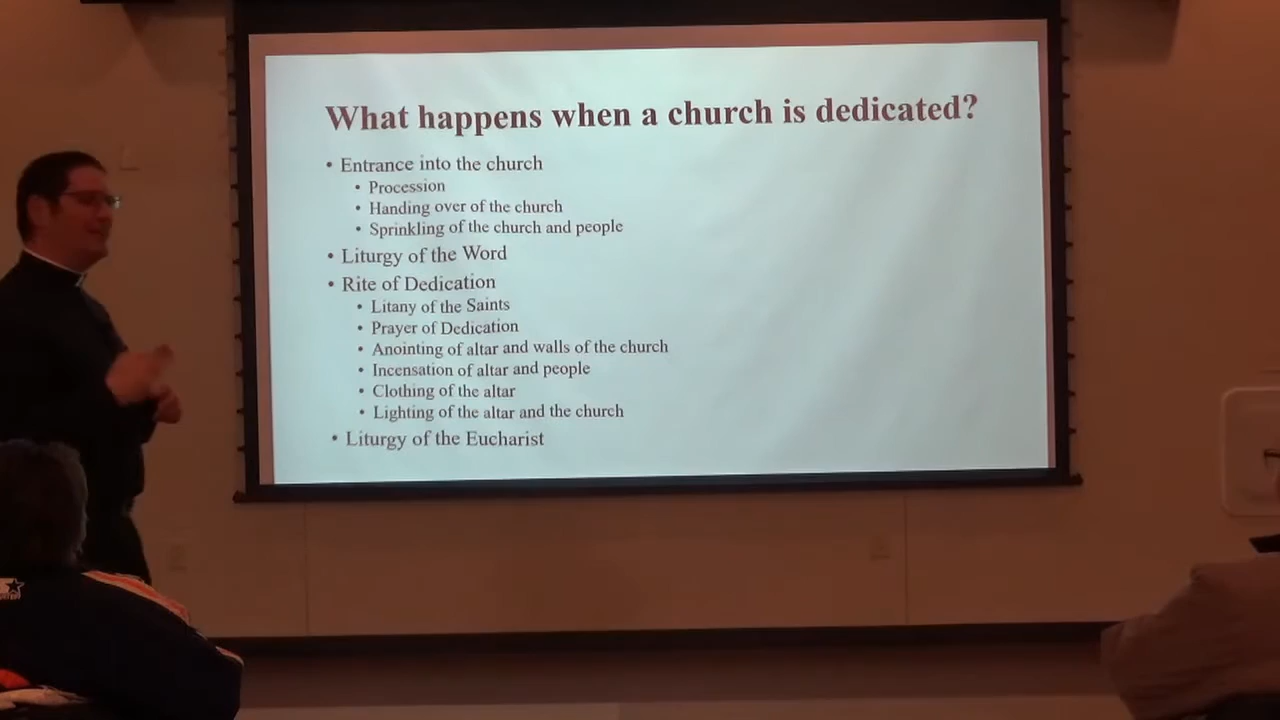 What happens when a church is dedicated?
• Entrance into the church
• Procession
• Handing over of the church
• Sprinkling of the church and people
• Liturgy of the Word
• Rite of Dedication
• Litany of the Saints
• Prayer of Dedication
• Anointing of altar and walls of the church
• Incensation of altar and people
• Clothing of the altar
• Lighting of the altar and the church
• Liturgy of the Eucharist